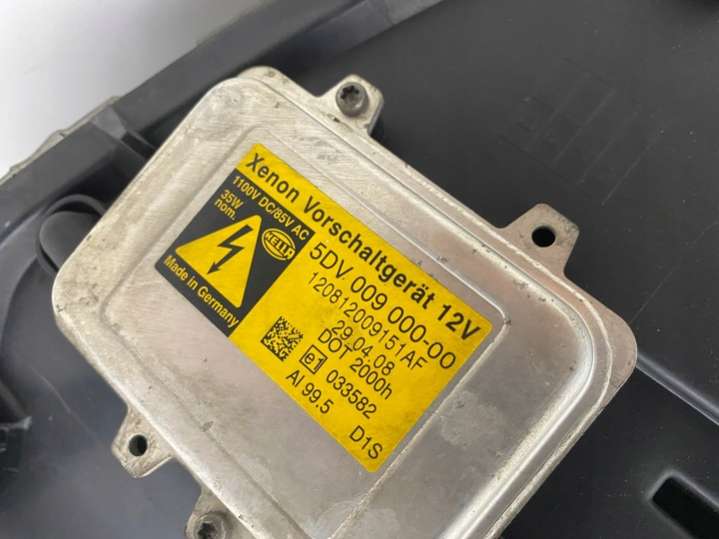 Xenon Vorschaltgerät 12V
1100V DC/85V AC
35W
nom.
HELLA
Made in Germany
5DV 009 000-00
120812009151AF
29.04.08
DOT 2000h
e1 033582
AI 99.5
D1S